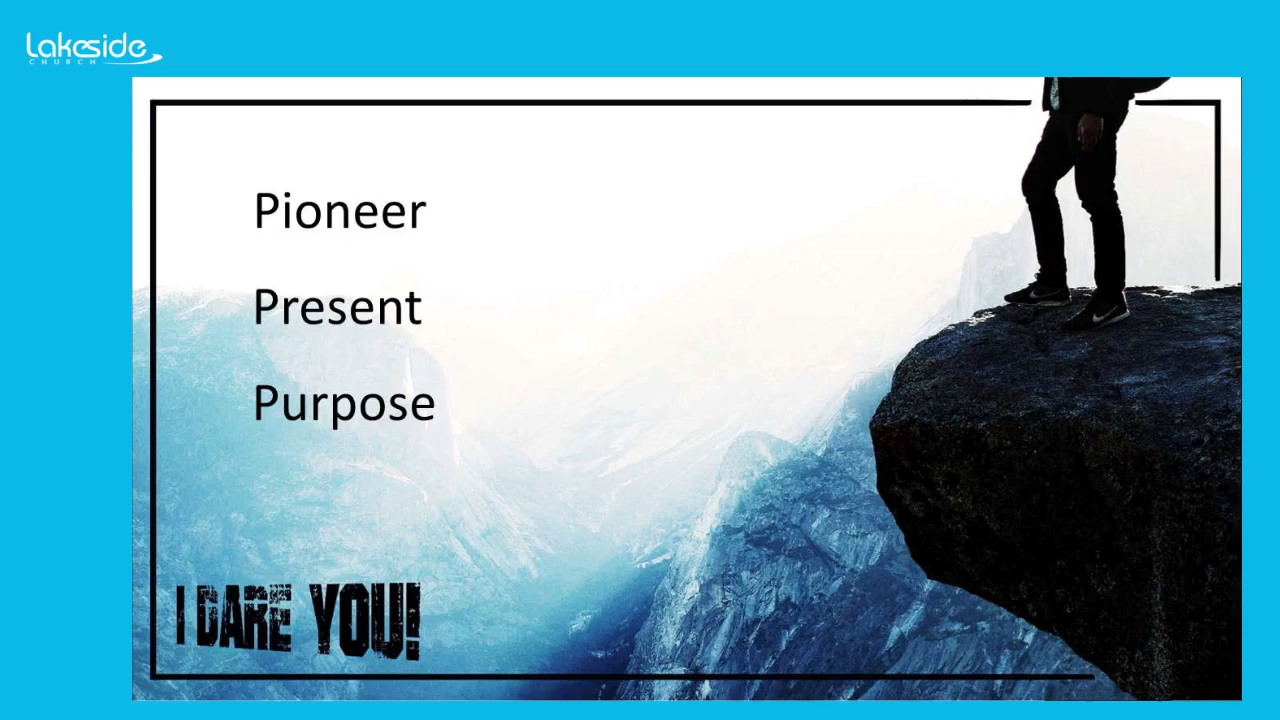 Lakeside
CHURCH
Pioneer
Present
Purpose
I DARE YOU!